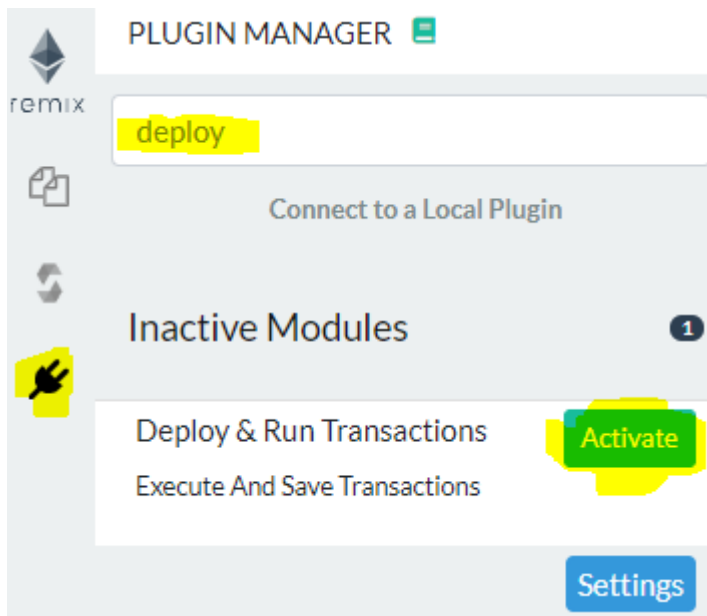 PLUGIN MANAGER
remix
deploy
Connect to a Local Plugin
Inactive Modules 1
Deploy & Run Transactions Activate
Execute And Save Transactions
Settings